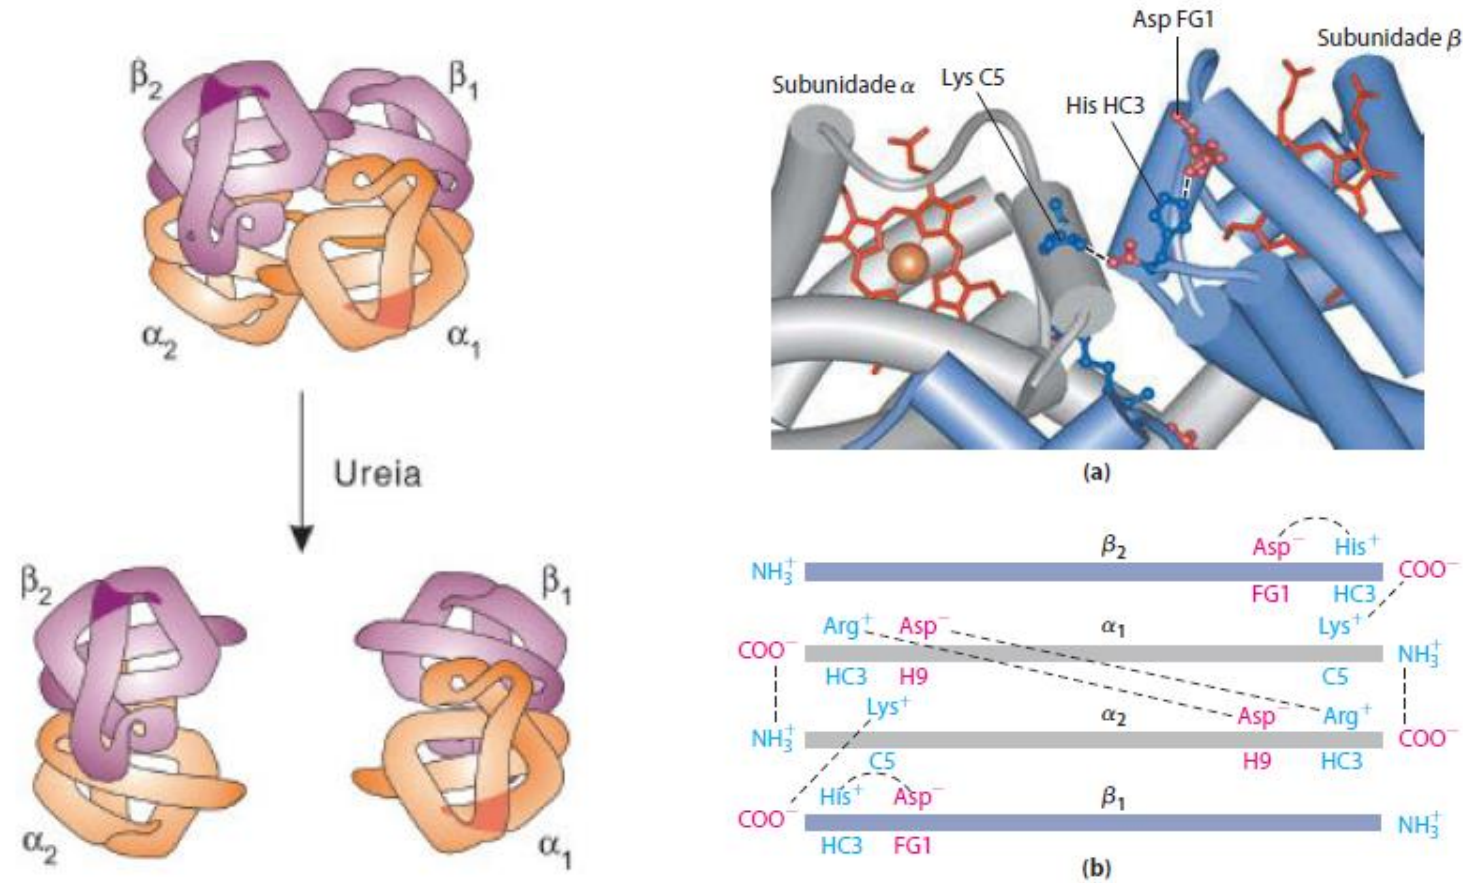 β₂ β₁
α₂ α₁
Ureia
β₂ β₁
α₂ α₁
Asp FG1
Subunidade β
Subunidade α Lys C5
His HC3
(a)
β₂ Asp⁻ His⁺
NH₃⁺ COO⁻
FG1 HC3
Arg⁺ Asp⁻ α₁ Lys⁺
COO⁻ NH₃⁺
HC3 H9 C5
Lys⁺ α₂ Asp⁻ Arg⁺
NH₃⁺ COO⁻
C5 H9 HC3
His⁺ Asp⁻ β₁
COO⁻ NH₃⁺
HC3 FG1
(b)